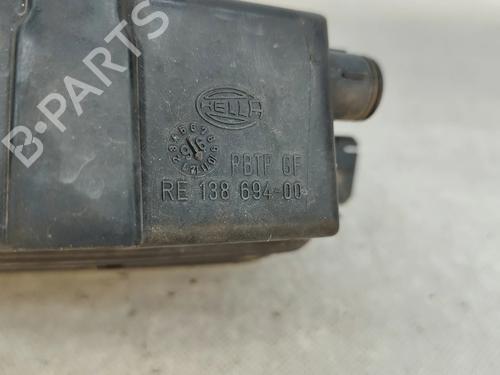 HELLA
PBTP GF
RE 138 694-00
B-PARTS